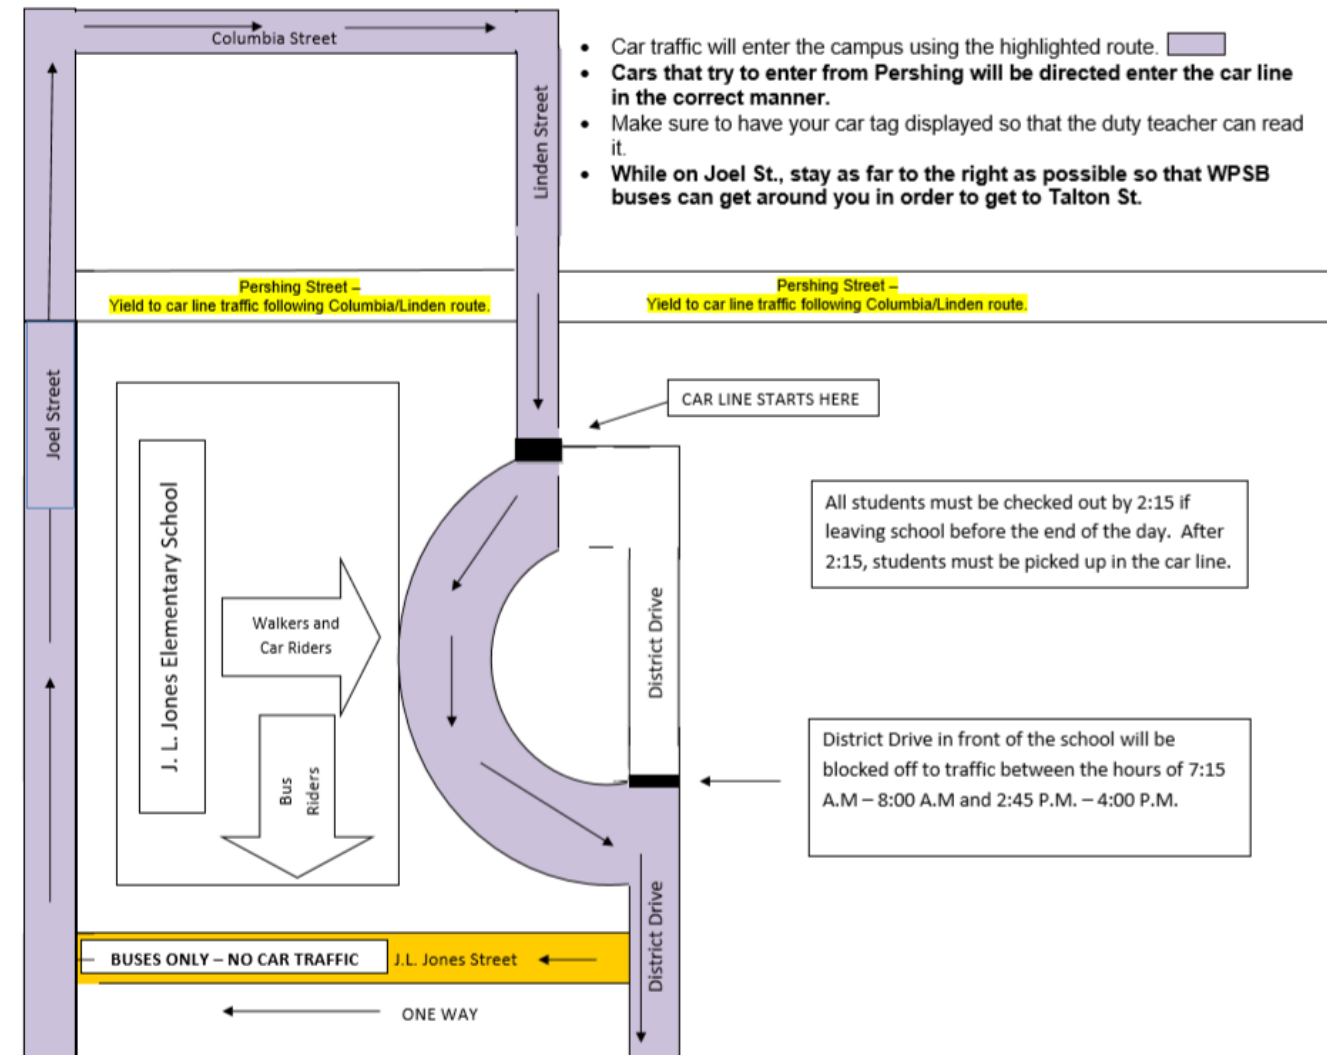 Columbia Street
Linden Street
• Car traffic will enter the campus using the highlighted route.
• Cars that try to enter from Pershing will be directed enter the car line
in the correct manner.
• Make sure to have your car tag displayed so that the duty teacher can read
it.
• While on Joel St., stay as far to the right as possible so that WPSB
buses can get around you in order to get to Talton St.
Pershing Street –
Yield to car line traffic following Columbia/Linden route.
Pershing Street –
Yield to car line traffic following Columbia/Linden route.
Joel Street
CAR LINE STARTS HERE
J. L. Jones Elementary School
Walkers and
Car Riders
Bus
Riders
District Drive
All students must be checked out by 2:15 if
leaving school before the end of the day.  After
2:15, students must be picked up in the car line.
District Drive in front of the school will be
blocked off to traffic between the hours of 7:15
A.M – 8:00 A.M and 2:45 P.M. – 4:00 P.M.
District Drive
BUSES ONLY – NO CAR TRAFFIC
J.L. Jones Street
ONE WAY